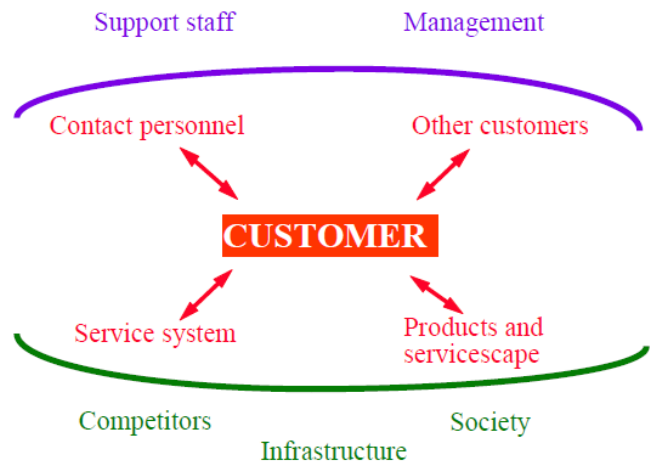 Support staff
Management
Contact personnel
Other customers
CUSTOMER
Service system
Products and
servicescape
Competitors
Society
Infrastructure